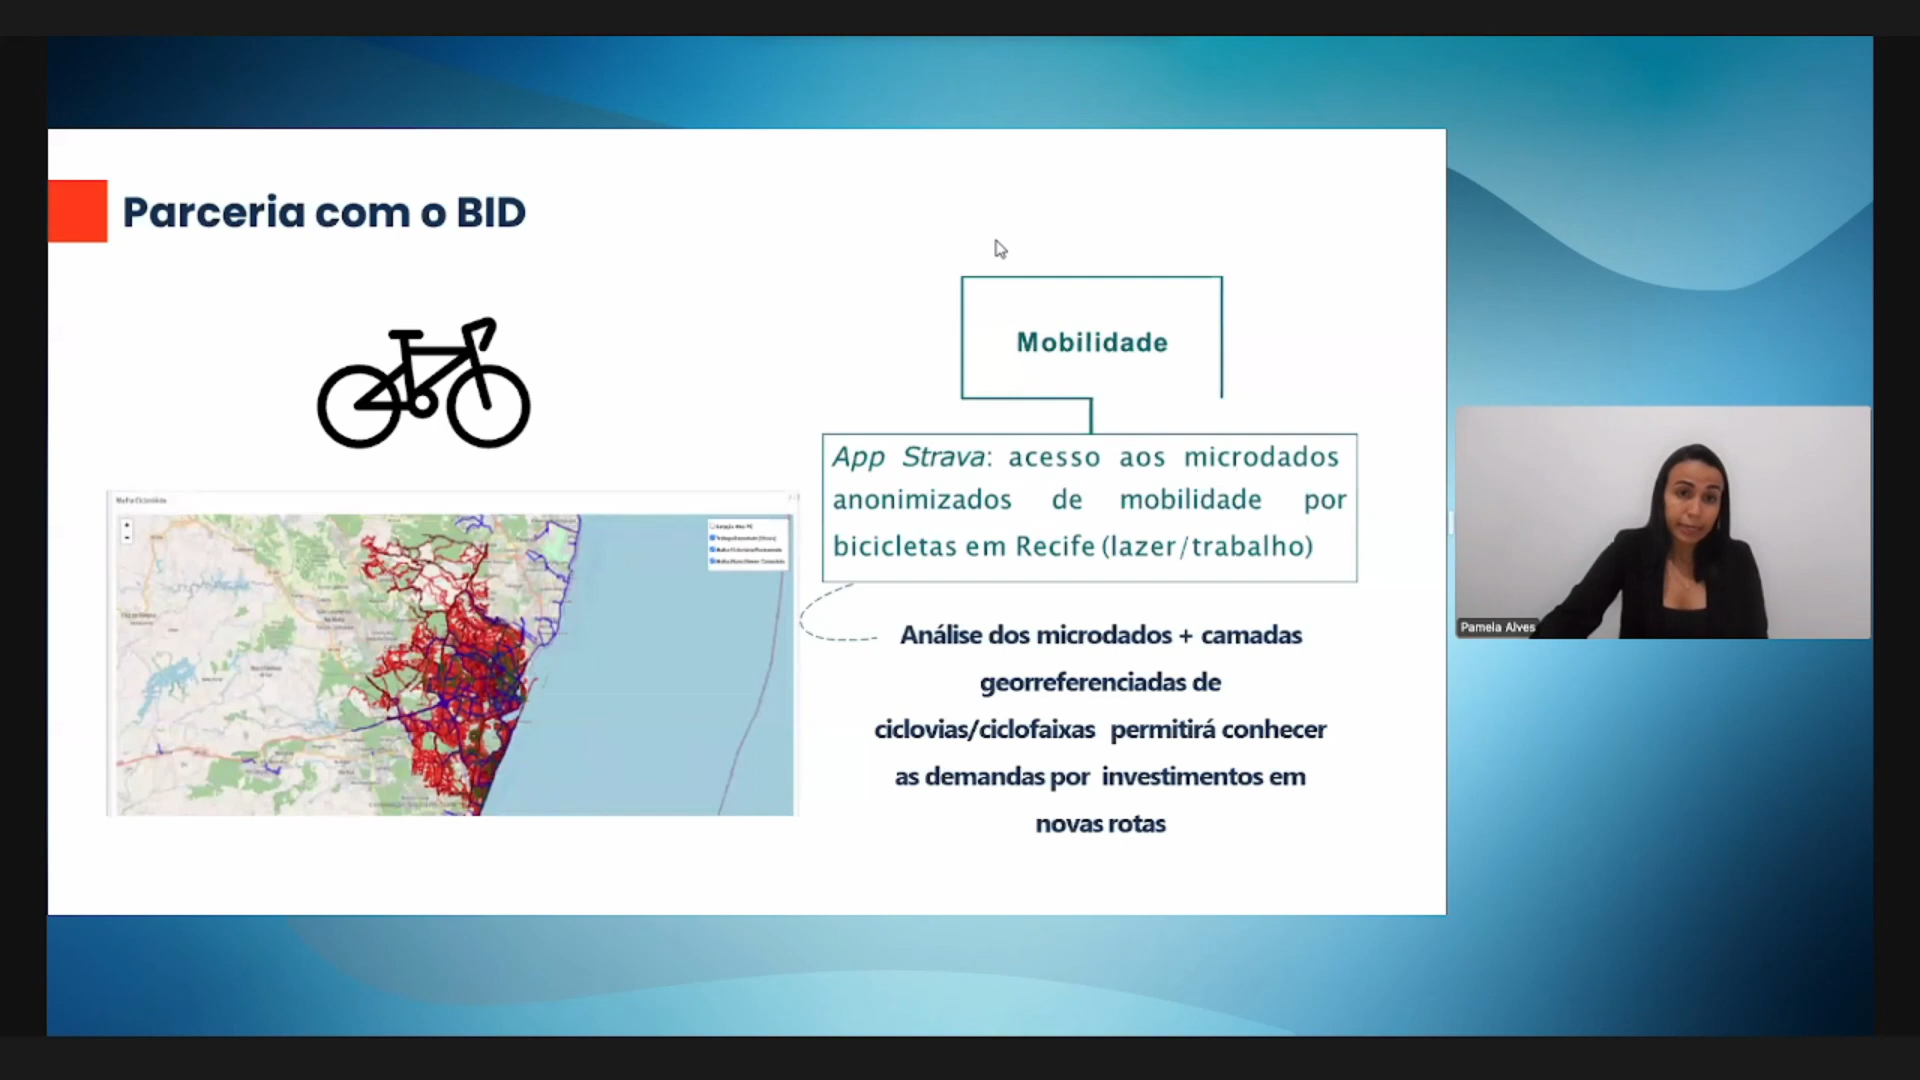 Parceria com o BID
Mobilidade
App Strava: acesso aos microdados
anonimizados de mobilidade por
bicicletas em Recife (lazer/trabalho)
Análise dos microdados + camadas
georreferenciadas de
ciclovias/ciclofaixas permitirá conhecer
as demandas por investimentos em
novas rotas
Pamela Alves